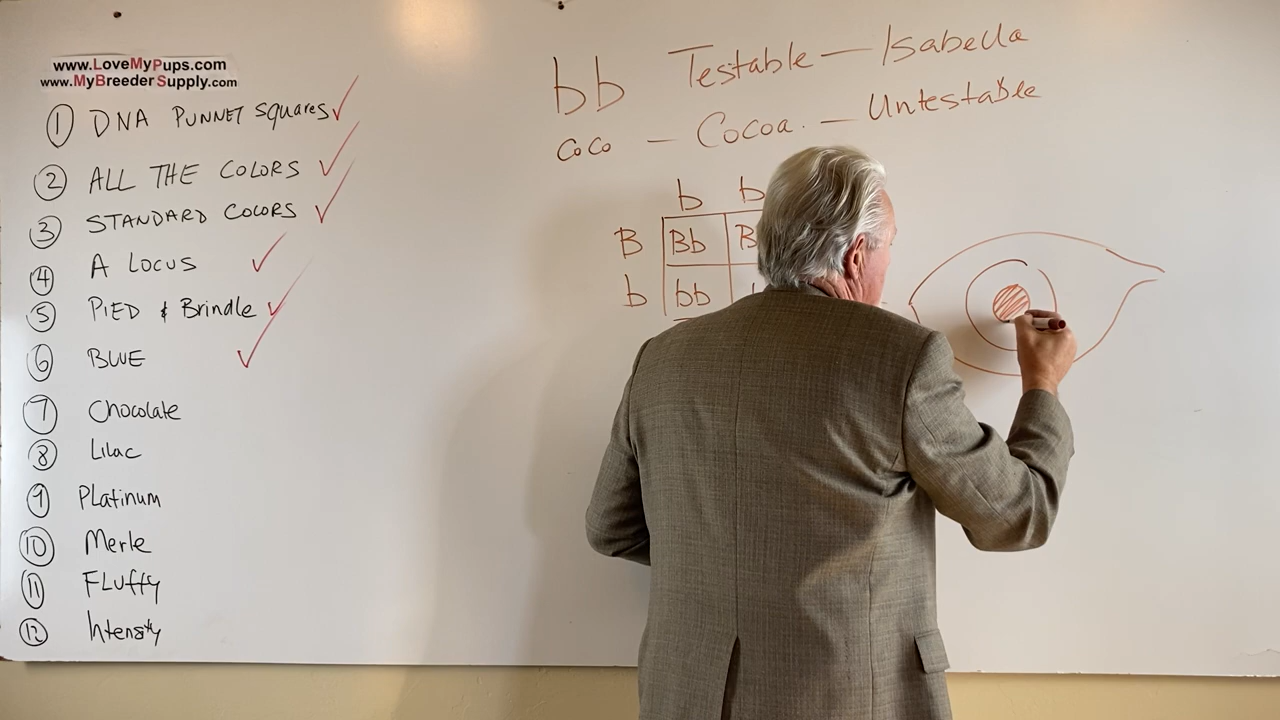 www.LoveMyPups.com
www.MyBreederSupply.com
1 DNA PUNNET SQUARES ✓
2 ALL THE COLORS ✓
3 STANDARD COLORS ✓
4 A LOCUS ✓
5 PIED & Brindle ✓
6 BLUE ✓
7 Chocolate
8 Lilac
9 PLatinum
10 Merle
11 FLuffy
12 Intensity
bb Testable — Isabella
CoCo — Cocoa. — Untestable
b b
B Bb B
b bb